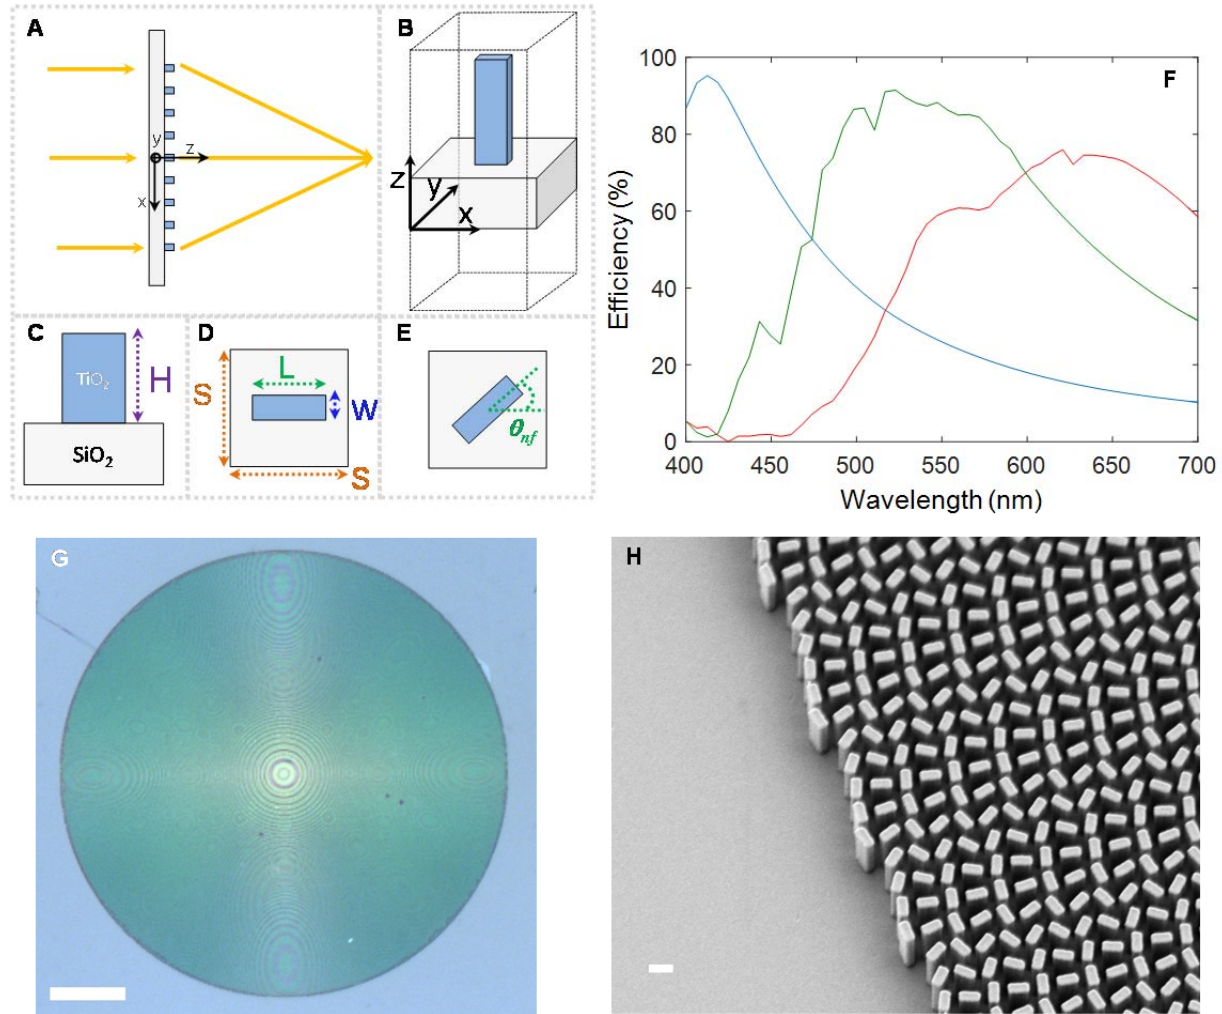 A
y
z
x
B
z
y
x
C
TiO₂
H
SiO₂
D
L
S
W
S
E
θnf
F
100
80
60
40
20
0
Efficiency (%)
400
450
500
550
600
650
700
Wavelength (nm)
G
H